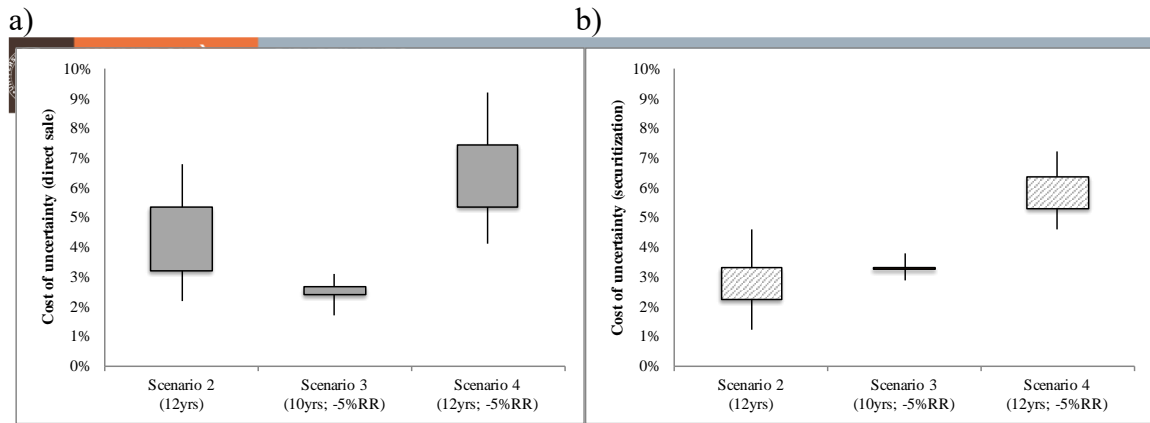 a)
b)
Cost of uncertainty (direct sale)
10%
9%
8%
7%
6%
5%
4%
3%
2%
1%
0%
Scenario 2
(12yrs)
Scenario 3
(10yrs; -5%RR)
Scenario 4
(12yrs; -5%RR)
Cost of uncertainty (securitization)
10%
9%
8%
7%
6%
5%
4%
3%
2%
1%
0%
Scenario 2
(12yrs)
Scenario 3
(10yrs; -5%RR)
Scenario 4
(12yrs; -5%RR)